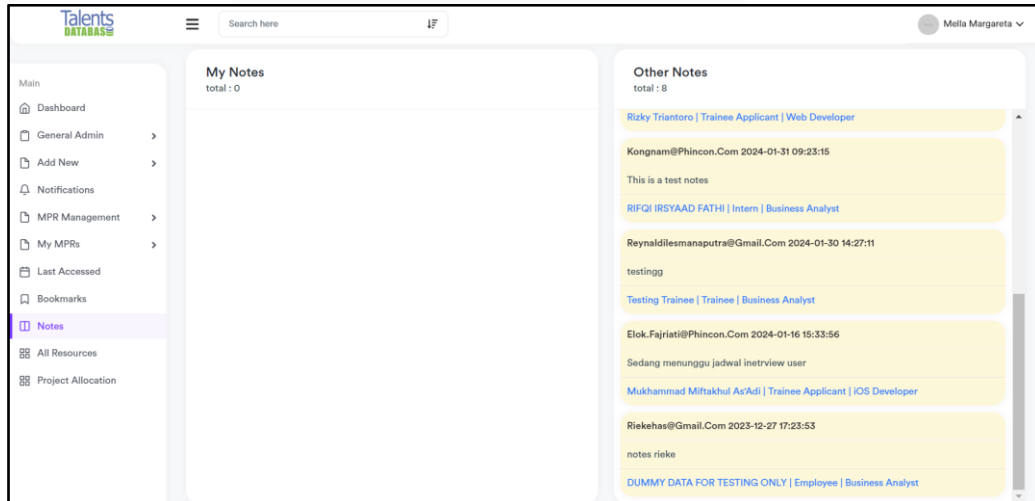 Talents
DATABASE
Search here
Mella Margareta
Main
Dashboard
General Admin
Add New
Notifications
MPR Management
My MPRs
Last Accessed
Bookmarks
Notes
All Resources
Project Allocation
My Notes
total : 0
Other Notes
total : 8
Rizky Triantoro | Trainee Applicant | Web Developer
Kongnam@Phincon.Com 2024-01-31 09:23:15
This is a test notes
RIFQI IRSYAAD FATHI | Intern | Business Analyst
Reynaldilesmanaputra@Gmail.Com 2024-01-30 14:27:11
testingg
Testing Trainee | Trainee | Business Analyst
Elok.Fajriati@Phincon.Com 2024-01-16 15:33:56
Sedang menunggu jadwal inetrview user
Mukhammad Miftakhul As'Adi | Trainee Applicant | iOS Developer
Riekehas@Gmail.Com 2023-12-27 17:23:53
notes rieke
DUMMY DATA FOR TESTING ONLY | Employee | Business Analyst